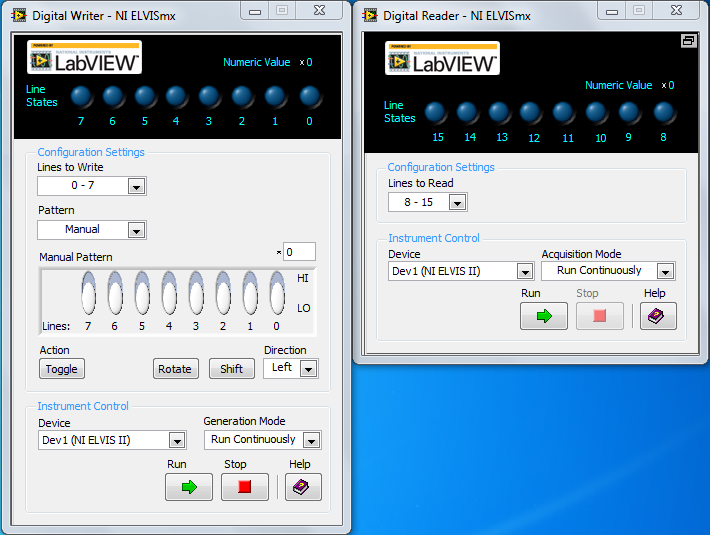 Digital Writer - NI ELVISmx
POWERED BY
NATIONAL INSTRUMENTS
LabVIEW™
Numeric Value x 0
Line
States
7 6 5 4 3 2 1 0
Configuration Settings
Lines to Write
0 - 7
Pattern
Manual
Manual Pattern
x 0
HI
LO
Lines: 7 6 5 4 3 2 1 0
Action
Direction
Toggle Rotate Shift Left
Instrument Control
Device
Generation Mode
Dev1 (NI ELVIS II) Run Continuously
Run Stop Help
Digital Reader - NI ELVISmx
POWERED BY
NATIONAL INSTRUMENTS
LabVIEW™
Numeric Value x 0
Line
States
15 14 13 12 11 10 9 8
Configuration Settings
Lines to Read
8 - 15
Instrument Control
Device Acquisition Mode
Dev1 (NI ELVIS II) Run Continuously
Run Stop Help